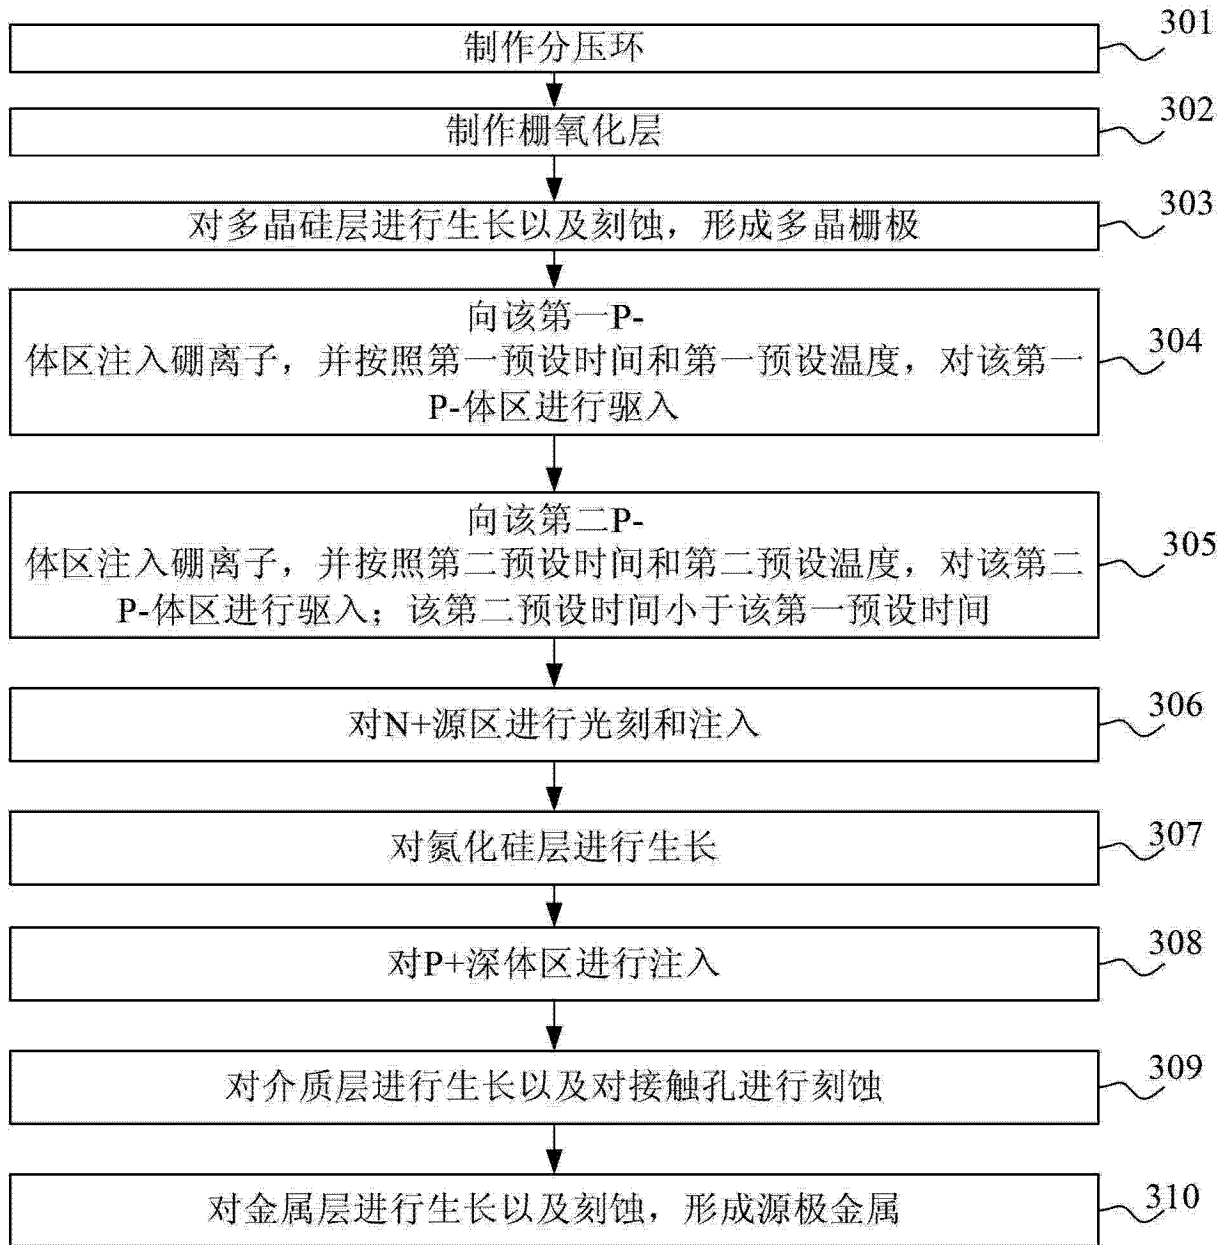 制作分压环
301
制作栅氧化层
302
对多晶硅层进行生长以及刻蚀，形成多晶栅极
303
向该第一P-
体区注入硼离子，并按照第一预设时间和第一预设温度，对该第一
P-体区进行驱入
304
向该第二P-
体区注入硼离子，并按照第二预设时间和第二预设温度，对该第二
P-体区进行驱入；该第二预设时间小于该第一预设时间
305
对N+源区进行光刻和注入
306
对氮化硅层进行生长
307
对P+深体区进行注入
308
对介质层进行生长以及对接触孔进行刻蚀
309
对金属层进行生长以及刻蚀，形成源极金属
310